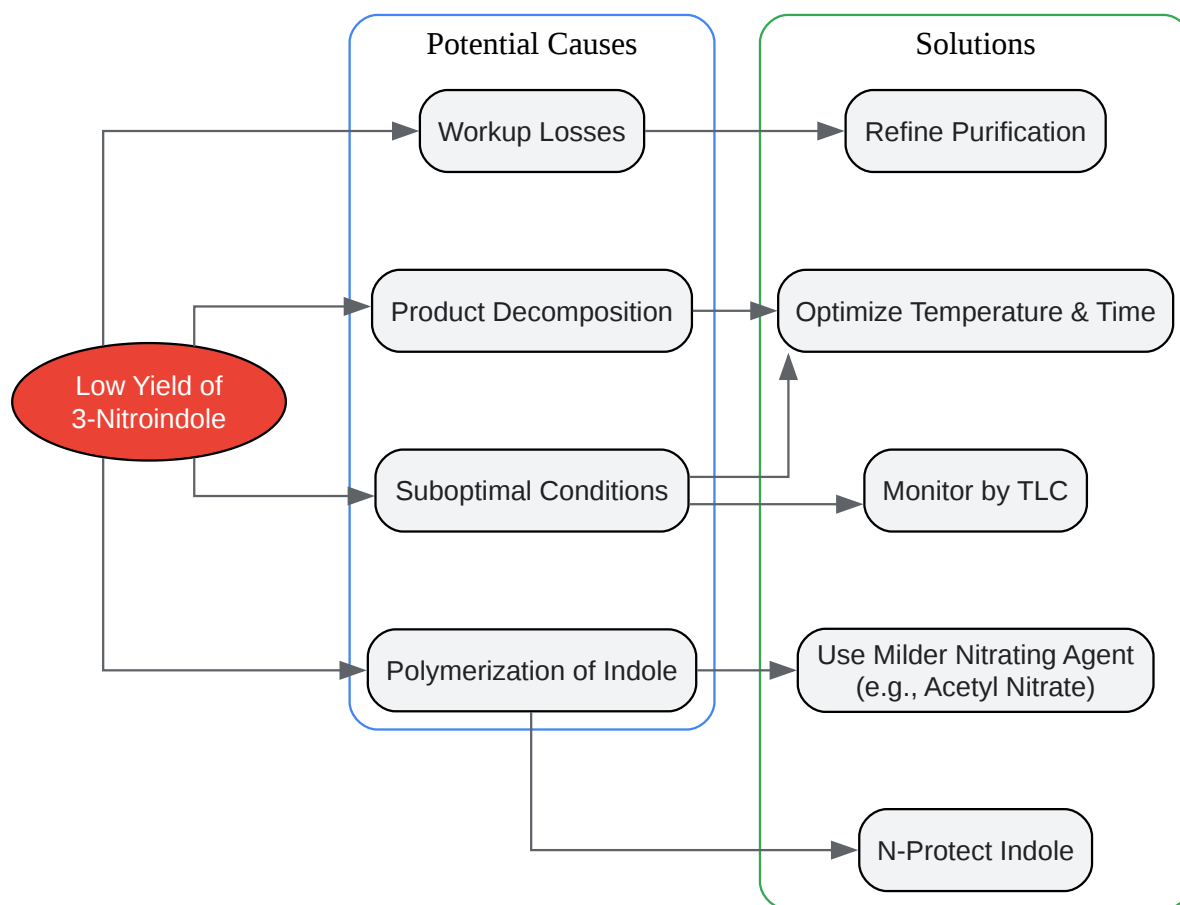 Potential Causes
Solutions
Workup Losses
Refine Purification
Product Decomposition
Optimize Temperature & Time
Low Yield of
3-Nitroindole
Suboptimal Conditions
Monitor by TLC
Polymerization of Indole
Use Milder Nitrating Agent
(e.g., Acetyl Nitrate)
N-Protect Indole